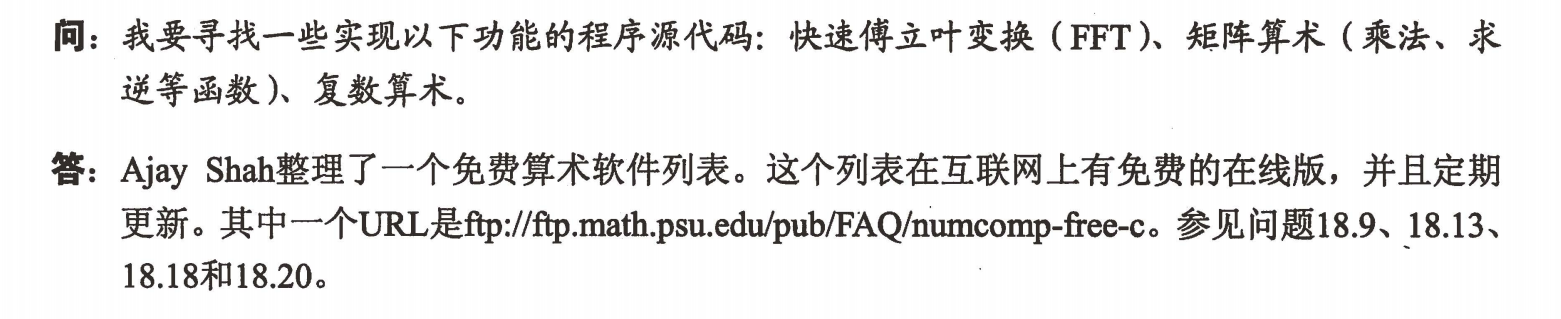 问：我要寻找一些实现以下功能的程序源代码：快速傅立叶变换（FFT）、矩阵算术（乘法、求
逆等函数）、复数算术。
答：Ajay Shah整理了一个免费算术软件列表。这个列表在互联网上有免费的在线版，并且定期
更新。其中一个URL是ftp://ftp.math.psu.edu/pub/FAQ/numcomp-free-c。参见问题18.9、18.13、
18.18和18.20。